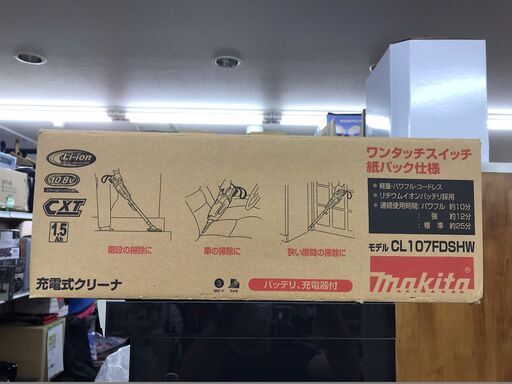 Li-ion
10.8V
CXT
1.5
Ah
階段の掃除に
車の掃除に
狭い隙間の掃除に
充電式クリーナ
バッテリ、充電器付
ワンタッチスイッチ
紙パック仕様
● 軽量・パワフル・コードレス
● リチウムイオンバッテリ採用
● 連続使用時間: パワフル 約10分
: 強 約12分
: 標準 約25分
モデル CL107FDSHW
makita